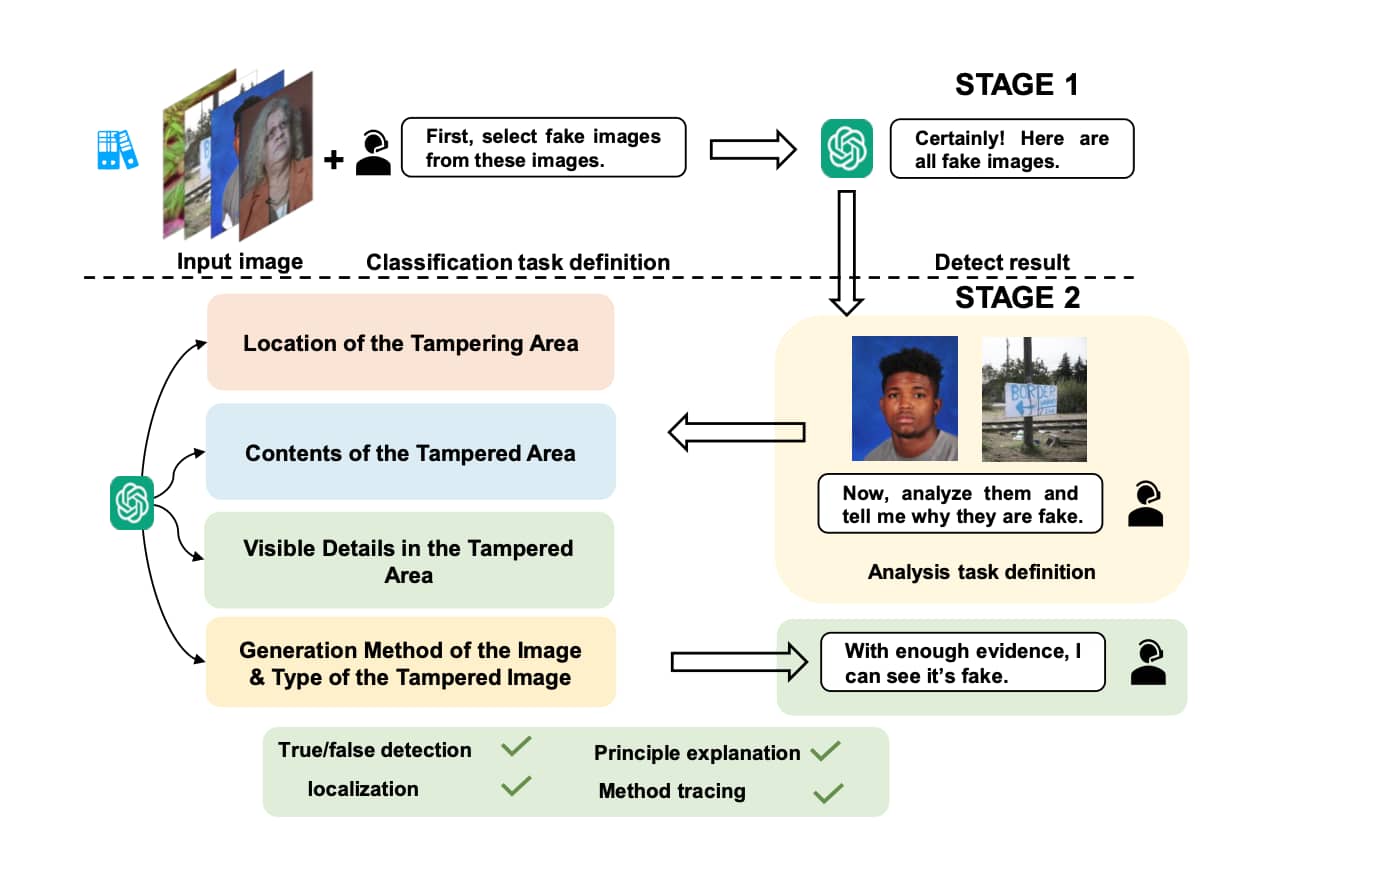 STAGE 1
First, select fake images
from these images.
Certainly! Here are
all fake images.
+
Input image
Classification task definition
Detect result
STAGE 2
Location of the Tampering Area
Contents of the Tampered Area
Visible Details in the Tampered
Area
Generation Method of the Image
& Type of the Tampered Image
BORDER
Now, analyze them and
tell me why they are fake.
Analysis task definition
With enough evidence, I
can see it’s fake.
True/false detection
Principle explanation
localization
Method tracing